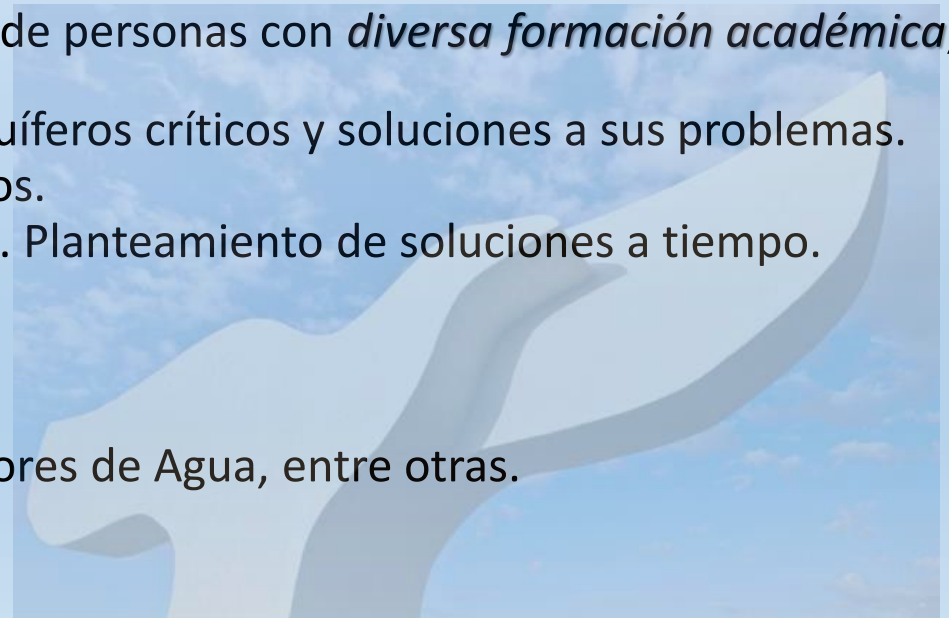 de personas con diversa formación académica,
uíferos críticos y soluciones a sus problemas.
os.
. Planteamiento de soluciones a tiempo.
ores de Agua, entre otras.